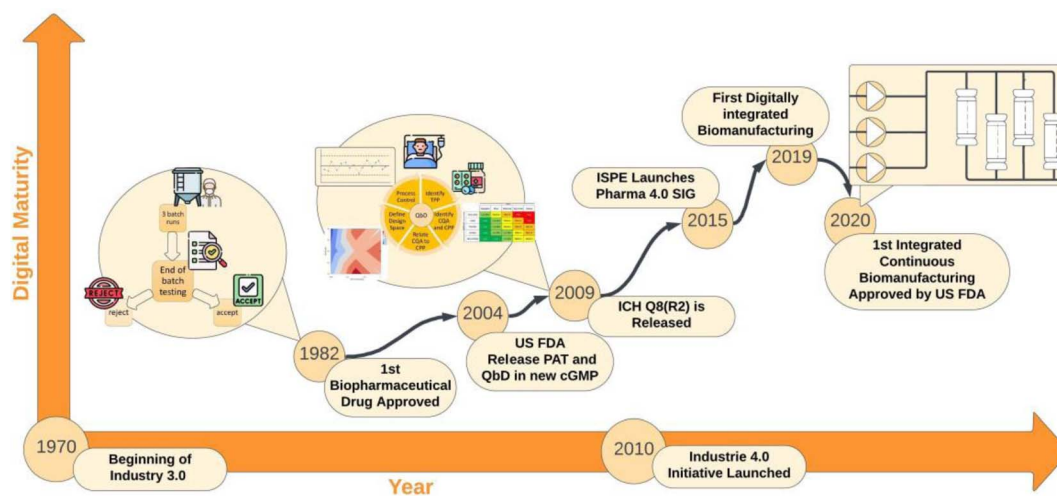 Digital Maturity
3 batch
runs
End of
batch
testing
REJECT
reject
ACCEPT
accept
1982
1st
Biopharmaceutical
Drug Approved
Process
Control
Identify
TPP
Define
Design
Space
QbD
Identify
CQA
and CPP
Relate
CQA to
CPP
2004
US FDA
Release PAT and
QbD in new cGMP
2009
ICH Q8(R2) is
Released
ISPE Launches
Pharma 4.0 SIG
2015
First Digitally
integrated
Biomanufacturing
2019
2020
1st Integrated
Continuous
Biomanufacturing
Approved by US FDA
1970
Beginning of
Industry 3.0
2010
Industrie 4.0
Initiative Launched
Year